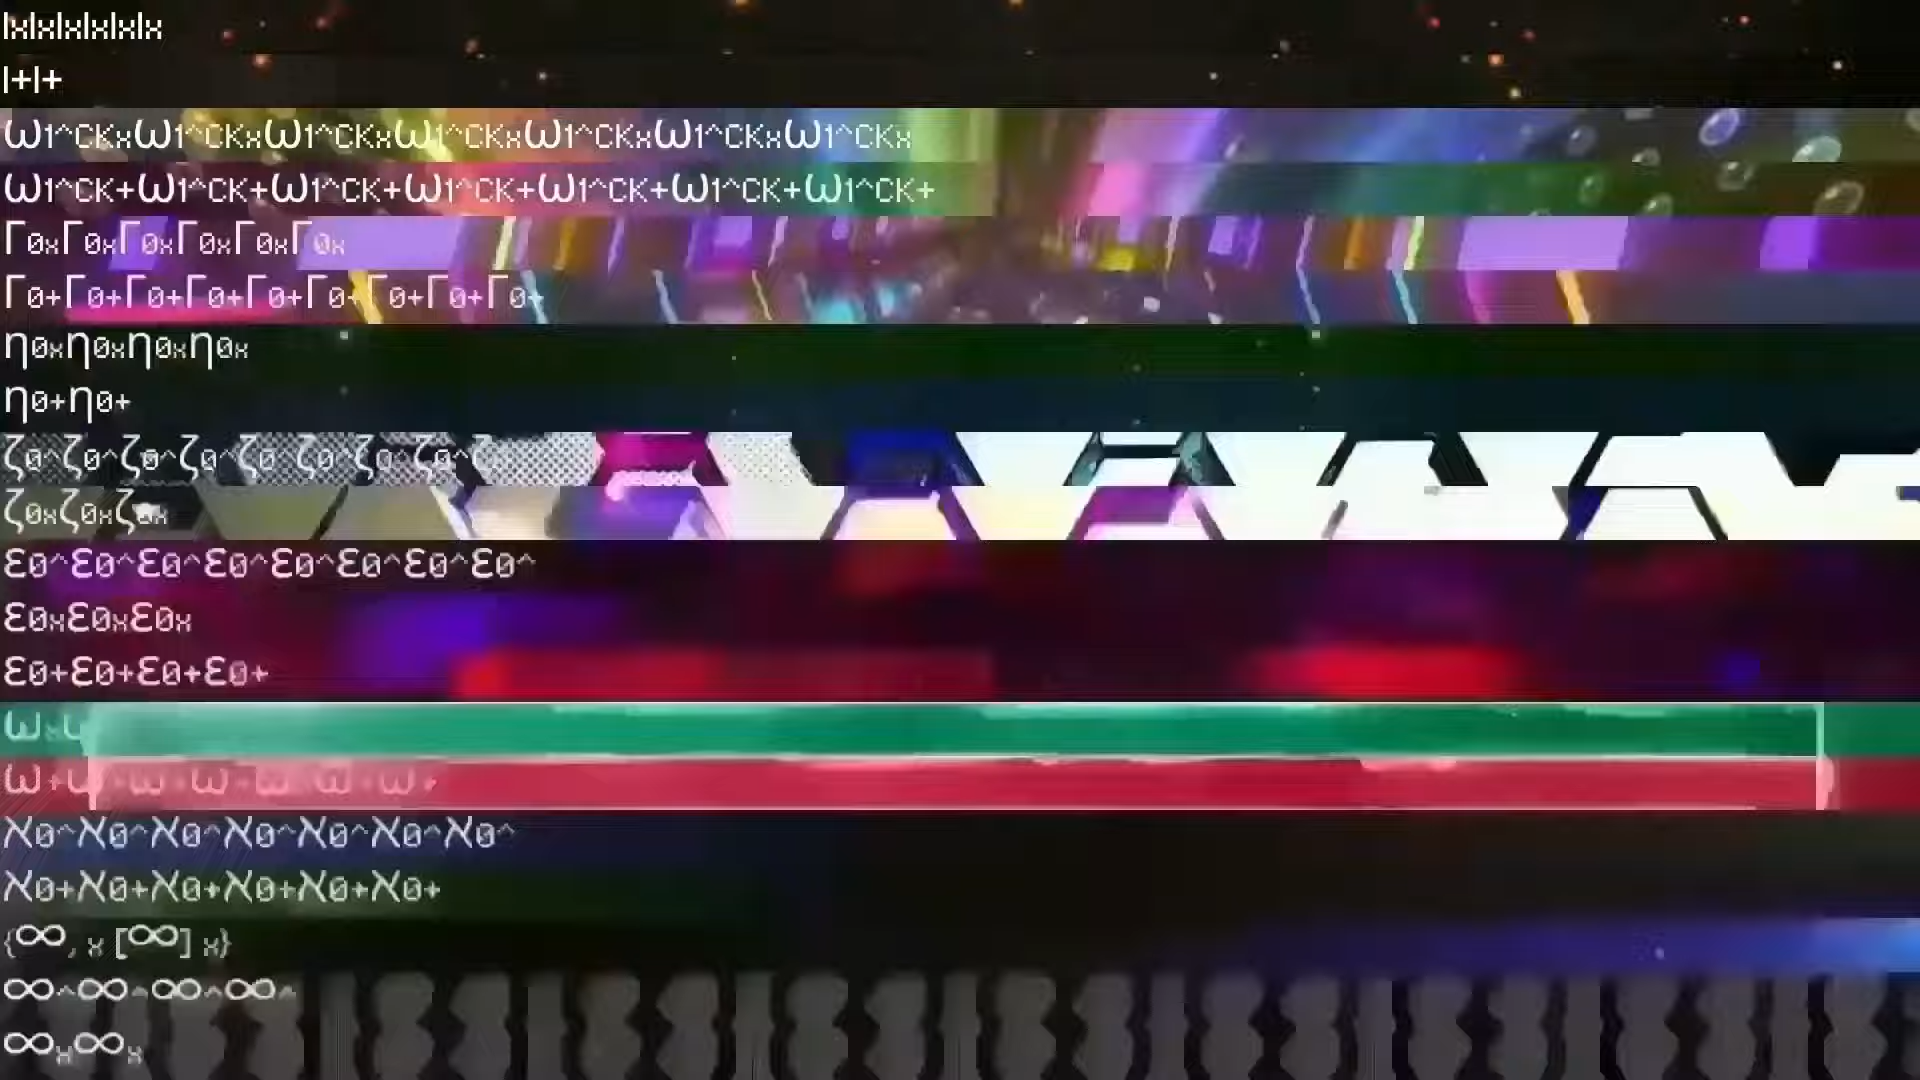 |x|x|x|x|x|x
|+|+
ω1^CKxω1^CKxω1^CKxω1^CKxω1^CKxω1^CKxω1^CKx
ω1^CK+ω1^CK+ω1^CK+ω1^CK+ω1^CK+ω1^CK+ω1^CK+
Γ0xΓ0xΓ0xΓ0xΓ0xΓ0x
Γ0+Γ0+Γ0+Γ0+Γ0+Γ0+Γ0+Γ0+Γ0+
η0xη0xη0xη0x
η0+η0+
ζ0^ζ0^ζ0^ζ0^ζ0^ζ0^ζ0^ζ0^ζ
ζ0xζ0xζ0x
ε0^ε0^ε0^ε0^ε0^ε0^ε0^ε0^
ε0xε0xε0x
ε0+ε0+ε0+ε0+
ωxω
ω+ω+ω+ω+ω+ω+ω+
ℵ0^ℵ0^ℵ0^ℵ0^ℵ0^ℵ0^ℵ0^
ℵ0+ℵ0+ℵ0+ℵ0+ℵ0+ℵ0+
{∞, x [∞] x}
∞^∞^∞^∞^
∞x∞x